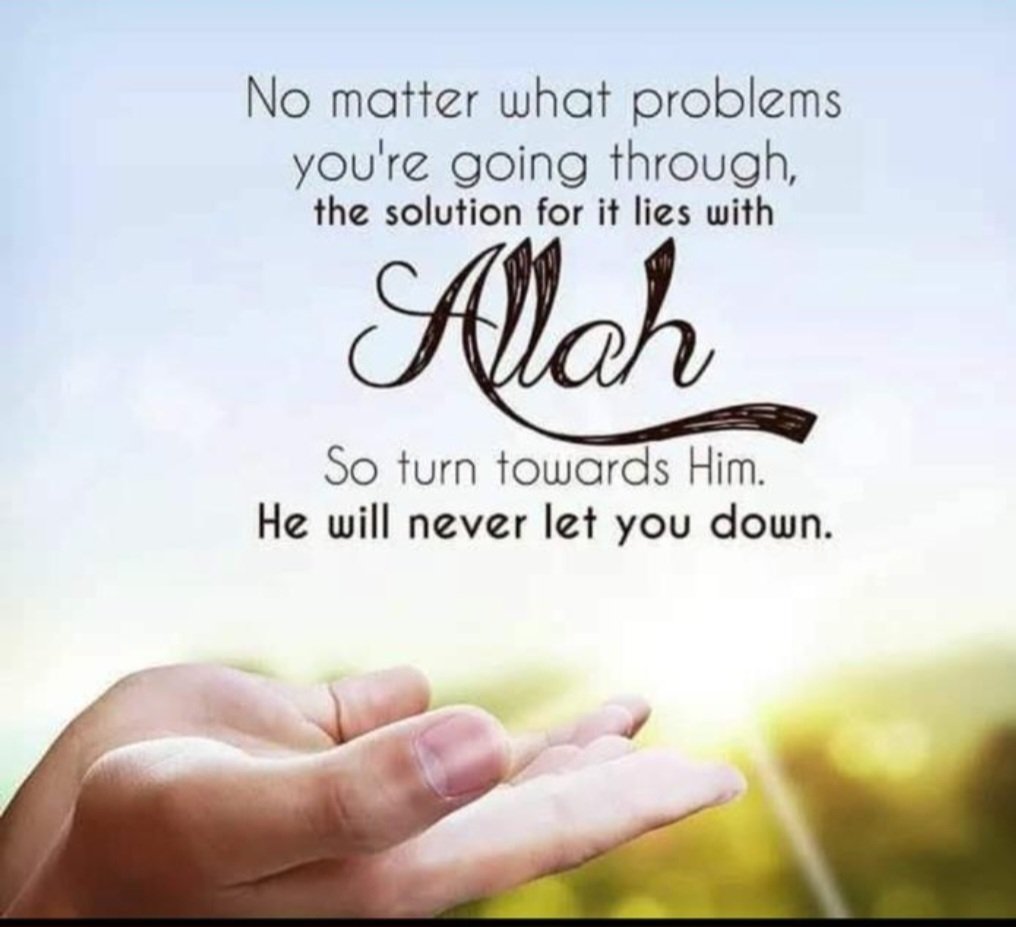 No matter what problems
you're going through,
the solution for it lies with
Allah
So turn towards Him.
He will never let you down.